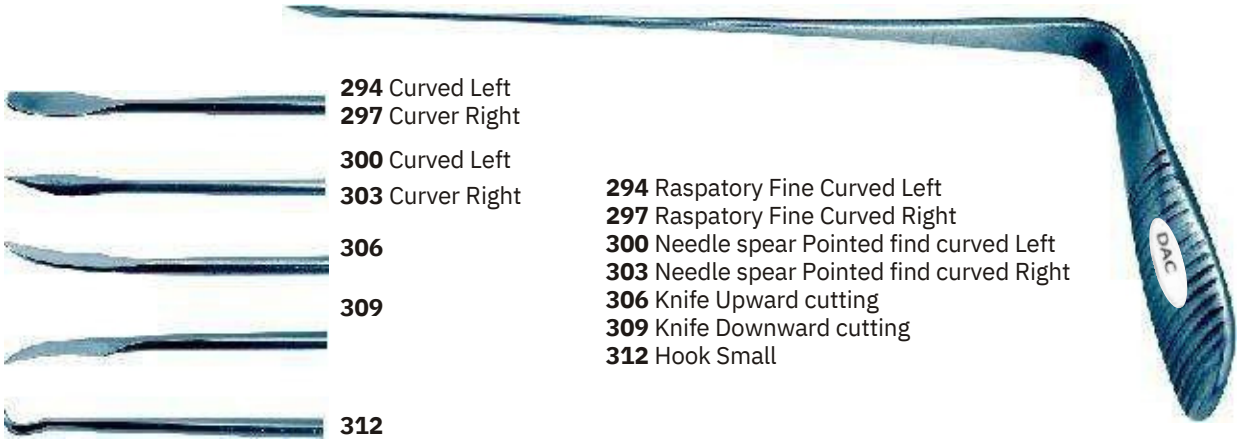 294 Curved Left
297 Curver Right
300 Curved Left
303 Curver Right
306
309
312
294 Raspatory Fine Curved Left
297 Raspatory Fine Curved Right
300 Needle spear Pointed find curved Left
303 Needle spear Pointed find curved Right
306 Knife Upward cutting
309 Knife Downward cutting
312 Hook Small
DAC